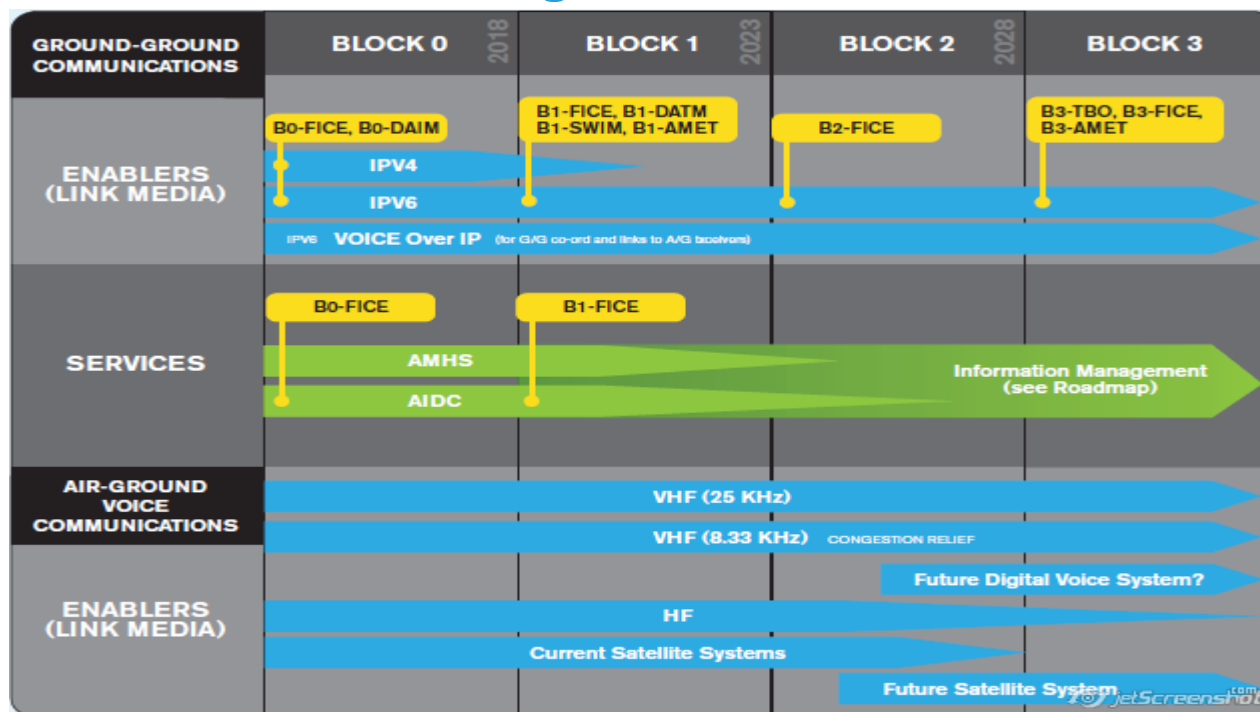 GROUND-GROUND
COMMUNICATIONS
BLOCK 0
2018
BLOCK 1
2023
BLOCK 2
2028
BLOCK 3
ENABLERS
(LINK MEDIA)
B0-FICE, B0-DAIM
B1-FICE, B1-DATM
B1-SWIM, B1-AMET
B2-FICE
B3-TBO, B3-FICE,
B3-AMET
IPV4
IPV6
IPV6 VOICE Over IP (for G/G co-ord and links to A/G txceivers)
SERVICES
B0-FICE
B1-FICE
AMHS
AIDC
Information Management
(see Roadmap)
AIR-GROUND
VOICE
COMMUNICATIONS
VHF (25 KHz)
VHF (8.33 KHz) CONGESTION RELIEF
ENABLERS
(LINK MEDIA)
Future Digital Voice System?
HF
Current Satellite Systems
Future Satellite System
jetScreenshot.com